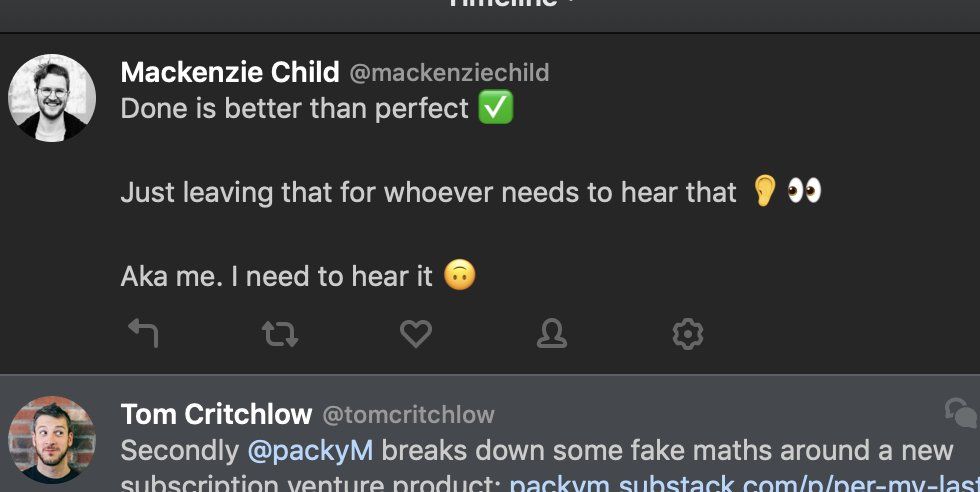 Timeline
Mackenzie Child @mackenziechild
Done is better than perfect ✅
Just leaving that for whoever needs to hear that 👂👀
Aka me. I need to hear it 🙃
Tom Critchlow @tomcritchlow
Secondly @packyM breaks down some fake maths around a new
subscription venture product: packym.substack.com/p/per-my-las